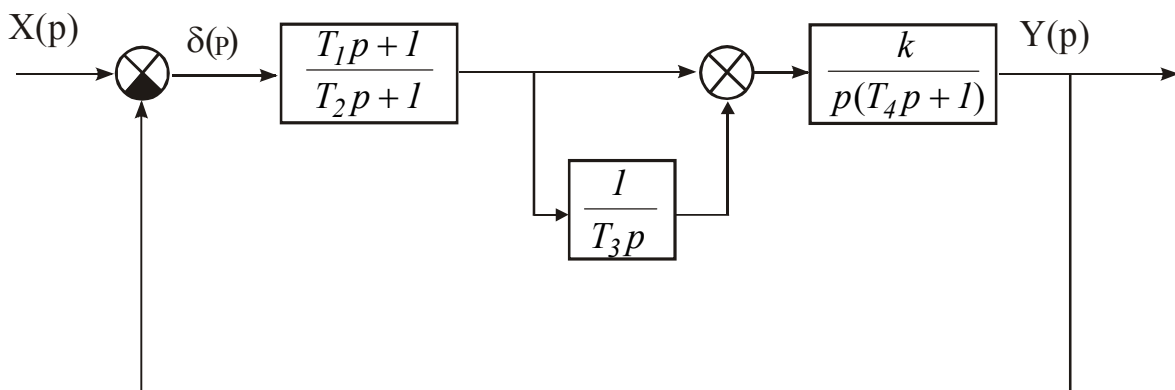 X(p)
δ(p)
T₁p + 1
T₂p + 1
k
p(T₄p + 1)
Y(p)
1
T₃p